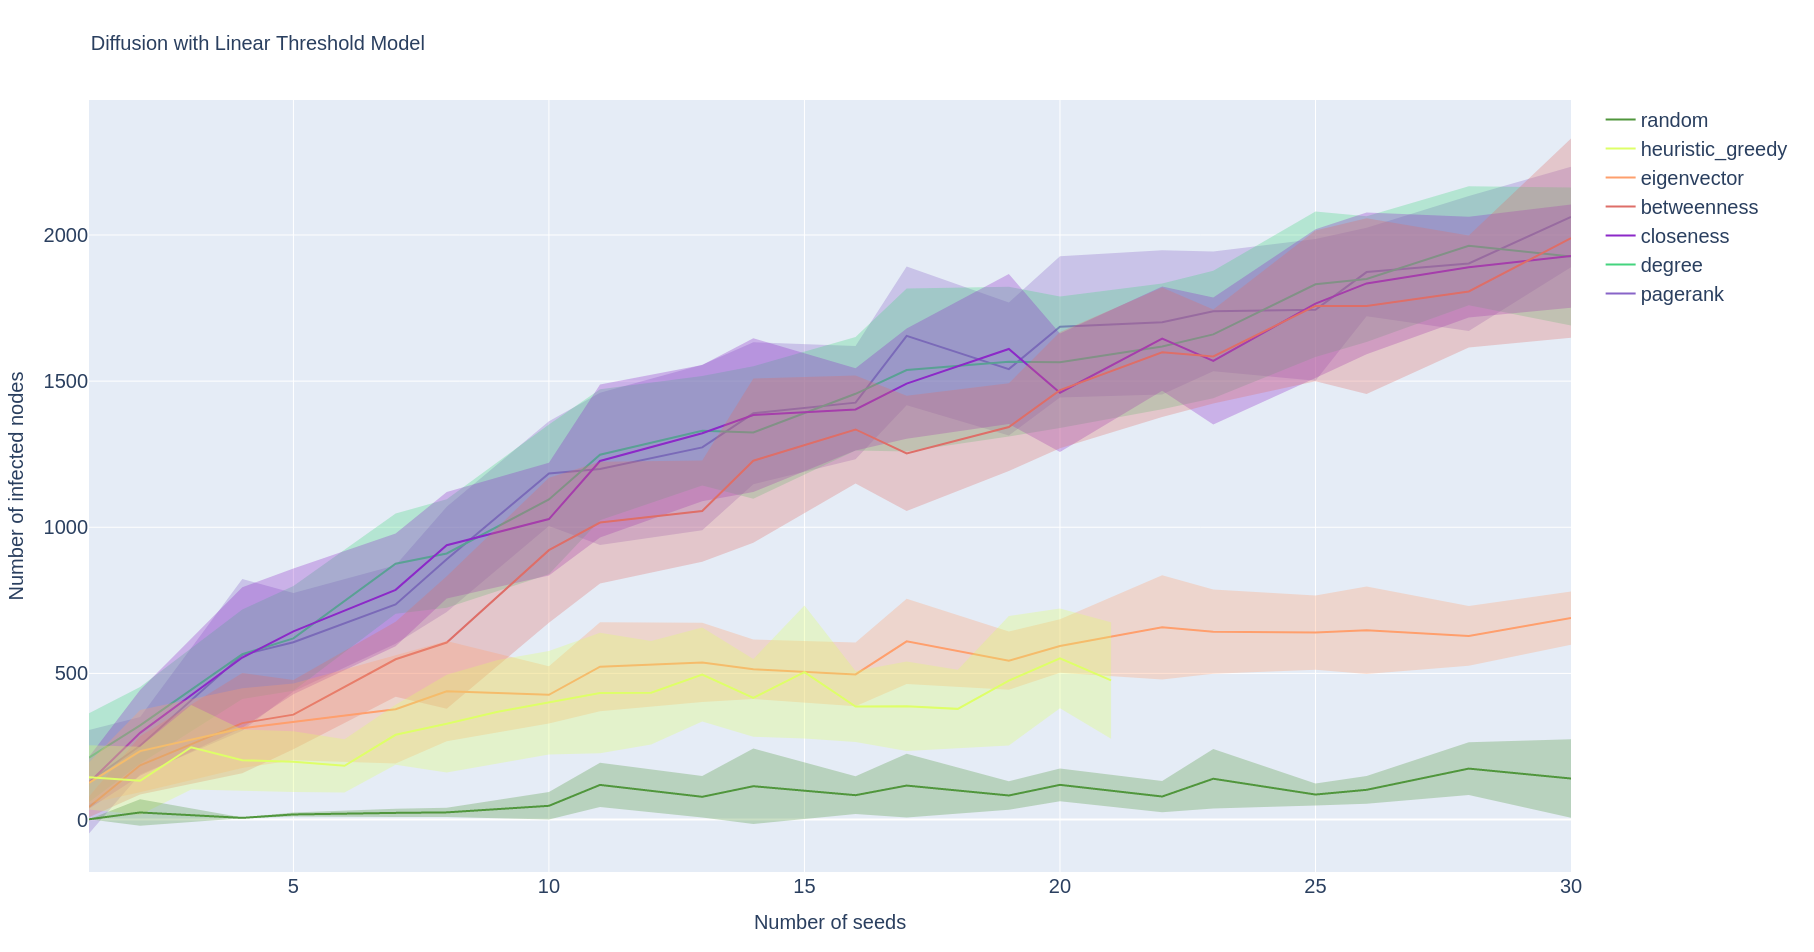 Diffusion with Linear Threshold Model
Number of infected nodes
2000
1500
1000
500
0
5
10
15
20
25
30
Number of seeds
random
heuristic_greedy
eigenvector
betweenness
closeness
degree
pagerank